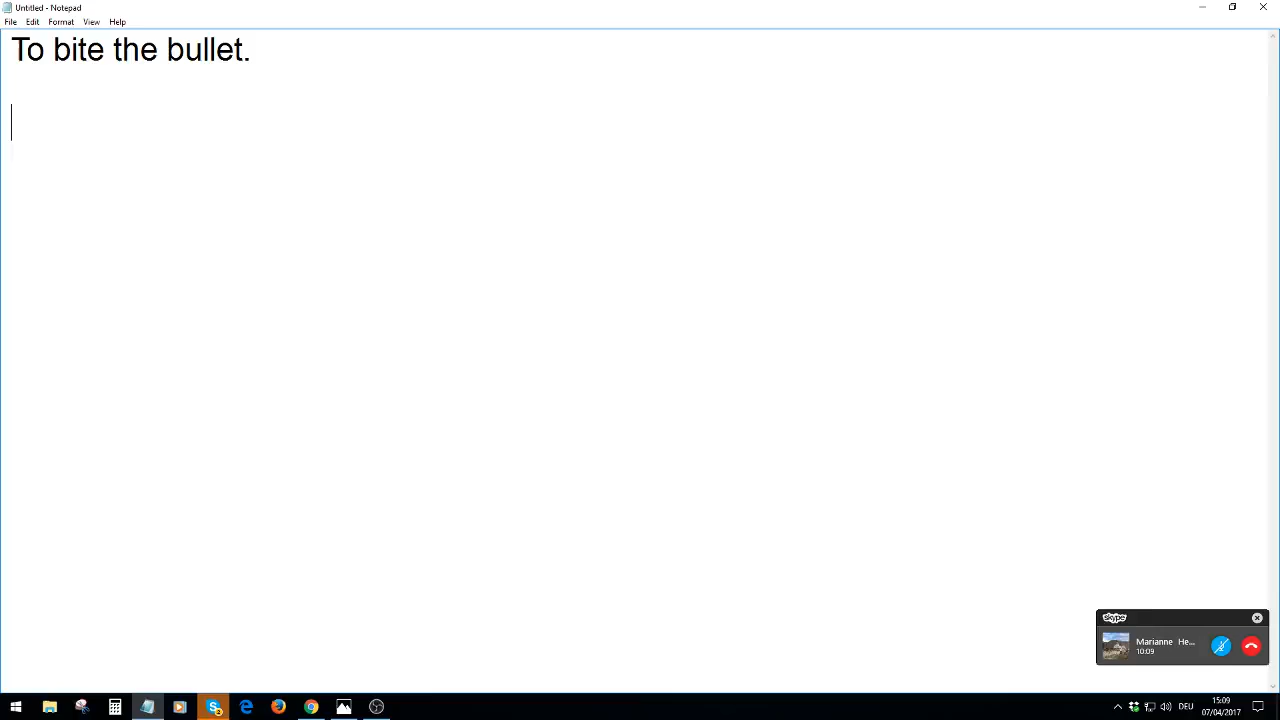 Untitled - Notepad
File Edit Format View Help
To bite the bullet.
skype
Marianne He...
10:09
15:09
DEU
07/04/2017